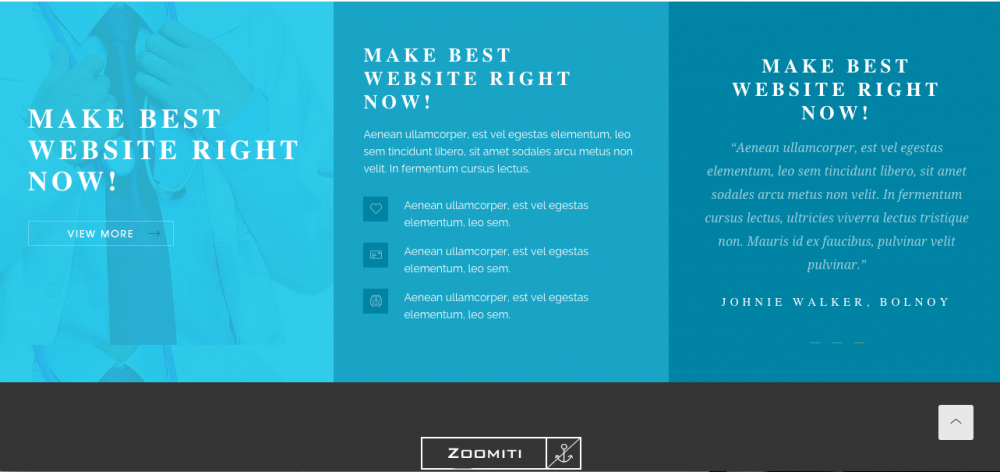 MAKE BEST
WEBSITE RIGHT
NOW!
VIEW MORE
MAKE BEST
WEBSITE RIGHT
NOW!
Aenean ullamcorper, est vel egestas elementum, leo
sem tincidunt libero, sit amet sodales arcu metus non
velit. In fermentum cursus lectus.
Aenean ullamcorper, est vel egestas
elementum, leo sem.
Aenean ullamcorper, est vel egestas
elementum, leo sem.
Aenean ullamcorper, est vel egestas
elementum, leo sem.
MAKE BEST
WEBSITE RIGHT
NOW!
“Aenean ullamcorper, est vel egestas
elementum, leo sem tincidunt libero, sit amet
sodales arcu metus non velit. In fermentum
cursus lectus, ultricies viverra lectus tristique
non. Mauris id ex faucibus, pulvinar velit
pulvinar.”
JOHNIE WALKER, BOLNOY
ZOOMITI